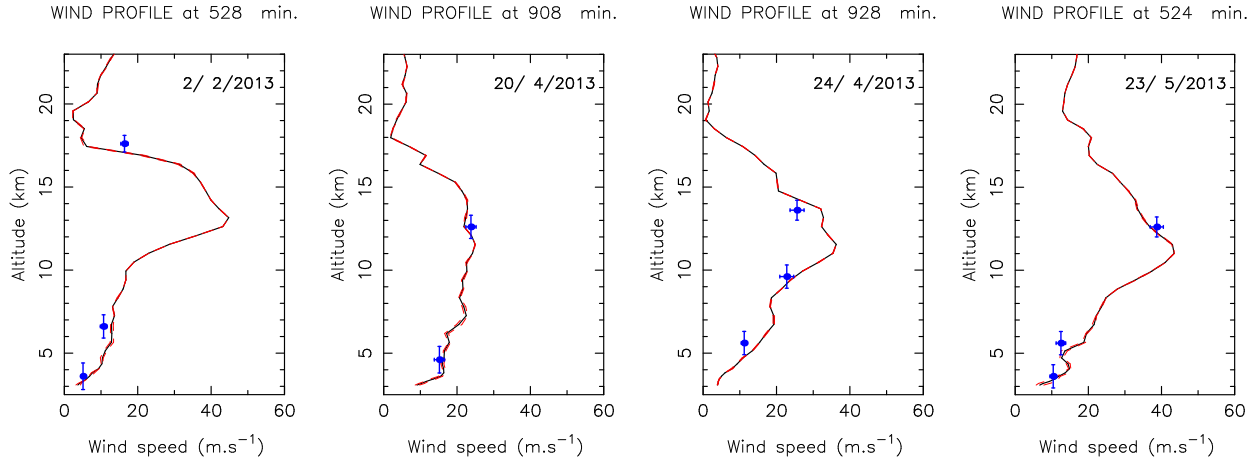 WIND PROFILE at 528 min.
2/ 2/2013
20
15
10
5
Altitude (km)
0 20 40 60
Wind speed (m.s⁻¹)
WIND PROFILE at 908 min.
20/ 4/2013
20
15
10
5
Altitude (km)
0 20 40 60
Wind speed (m.s⁻¹)
WIND PROFILE at 928 min.
24/ 4/2013
20
15
10
5
Altitude (km)
0 20 40 60
Wind speed (m.s⁻¹)
WIND PROFILE at 524 min.
23/ 5/2013
20
15
10
5
Altitude (km)
0 20 40 60
Wind speed (m.s⁻¹)